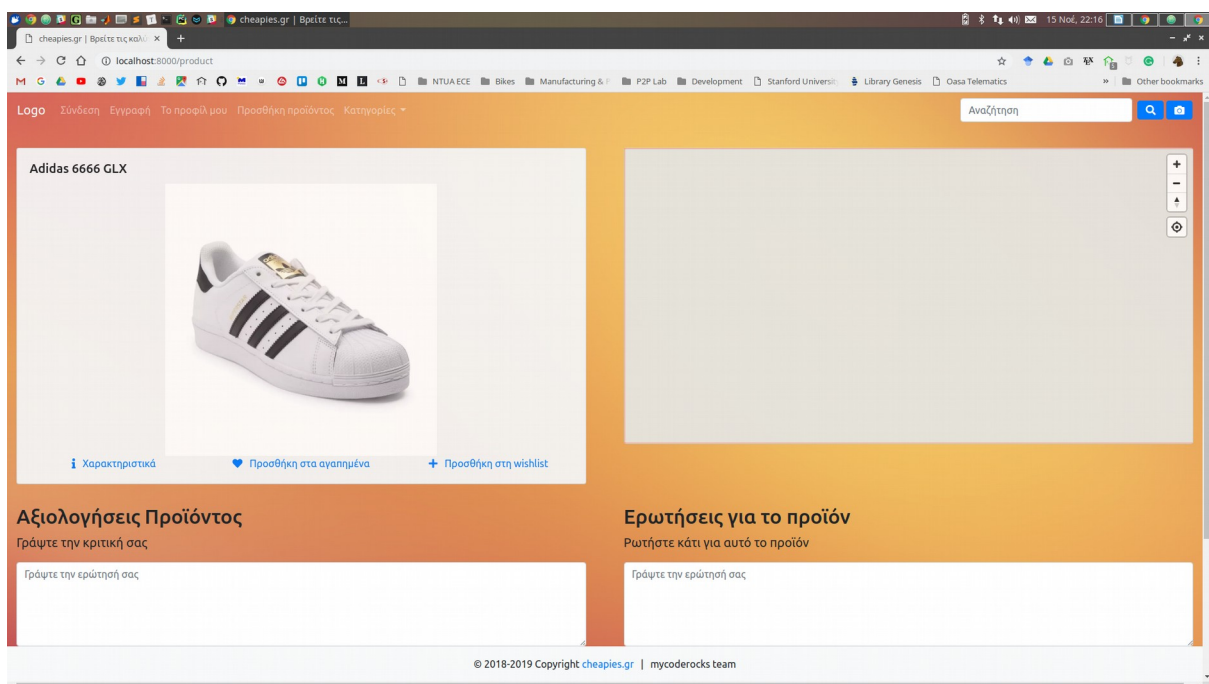 cheapies.gr | Βρείτε τις...
15 Νοέ, 22:16
cheapies.gr | Βρείτε τις καλύ
localhost:8000/product
NTUA ECE Bikes Manufacturing & P P2P Lab Development Stanford Universit Library Genesis Oasa Telematics » Other bookmarks
Logo Σύνδεση Εγγραφή Το προφίλ μου Προσθήκη προϊόντος Κατηγορίες Αναζήτηση
Adidas 6666 GLX
Χαρακτηριστικά Προσθήκη στα αγαπημένα Προσθήκη στη wishlist
Αξιολογήσεις Προϊόντος
Γράψτε την κριτική σας
Γράψτε την ερώτησή σας
Ερωτήσεις για το προϊόν
Ρωτήστε κάτι για αυτό το προϊόν
Γράψτε την ερώτησή σας
© 2018-2019 Copyright cheapies.gr | mycoderocks team